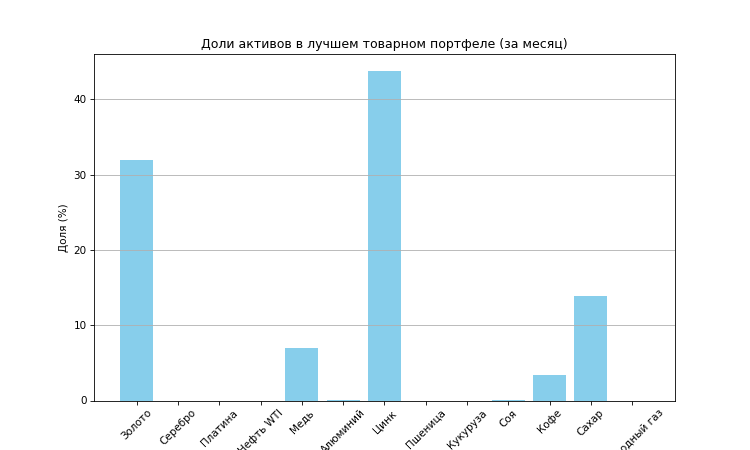 Доли активов в лучшем товарном портфеле (за месяц)
Доля (%)
40
30
20
10
0
Золото
Серебро
Платина
Нефть WTI
Медь
Алюминий
Цинк
Пшеница
Кукуруза
Соя
Кофе
Сахар
газ